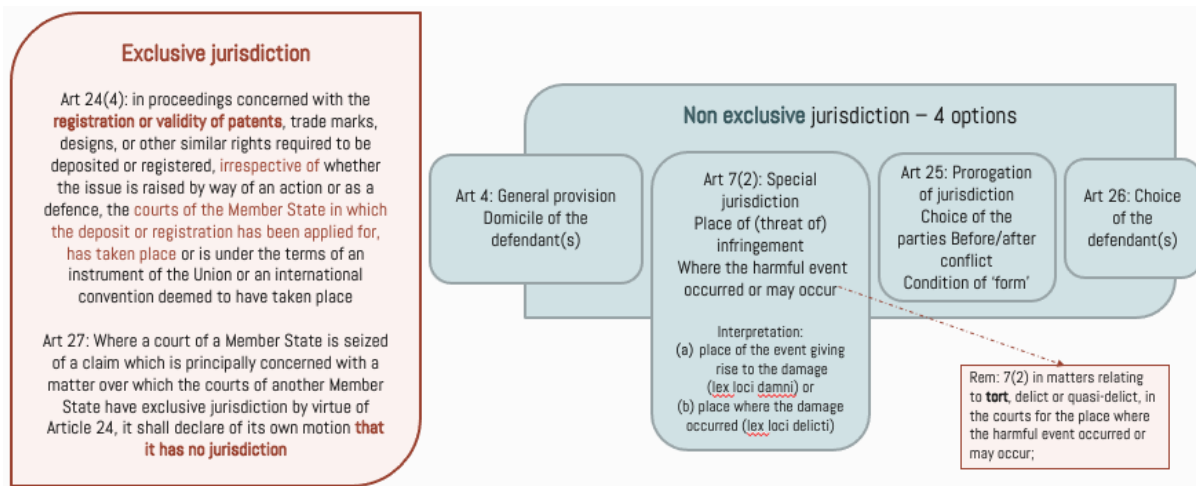 Exclusive jurisdiction
Art 24(4): in proceedings concerned with the
registration or validity of patents, trade marks,
designs, or other similar rights required to be
deposited or registered, irrespective of whether
the issue is raised by way of an action or as a
defence, the courts of the Member State in which
the deposit or registration has been applied for,
has taken place or is under the terms of an
instrument of the Union or an international
convention deemed to have taken place
Art 27: Where a court of a Member State is seized
of a claim which is principally concerned with a
matter over which the courts of another Member
State have exclusive jurisdiction by virtue of
Article 24, it shall declare of its own motion that
it has no jurisdiction
Non exclusive jurisdiction – 4 options
Art 4: General provision
Domicile of the
defendant(s)
Art 7(2): Special
jurisdiction
Place of (threat of)
infringement
Where the harmful event
occurred or may occur
Interpretation:
(a) place of the event giving
rise to the damage
(lex loci damni) or
(b) place where the damage
occurred (lex loci delicti)
Art 25: Prorogation
of jurisdiction
Choice of the
parties Before/after
conflict
Condition of ‘form’
Art 26: Choice
of the
defendant(s)
Rem: 7(2) in matters relating
to tort, delict or quasi-delict, in
the courts for the place where
the harmful event occurred or
may occur;